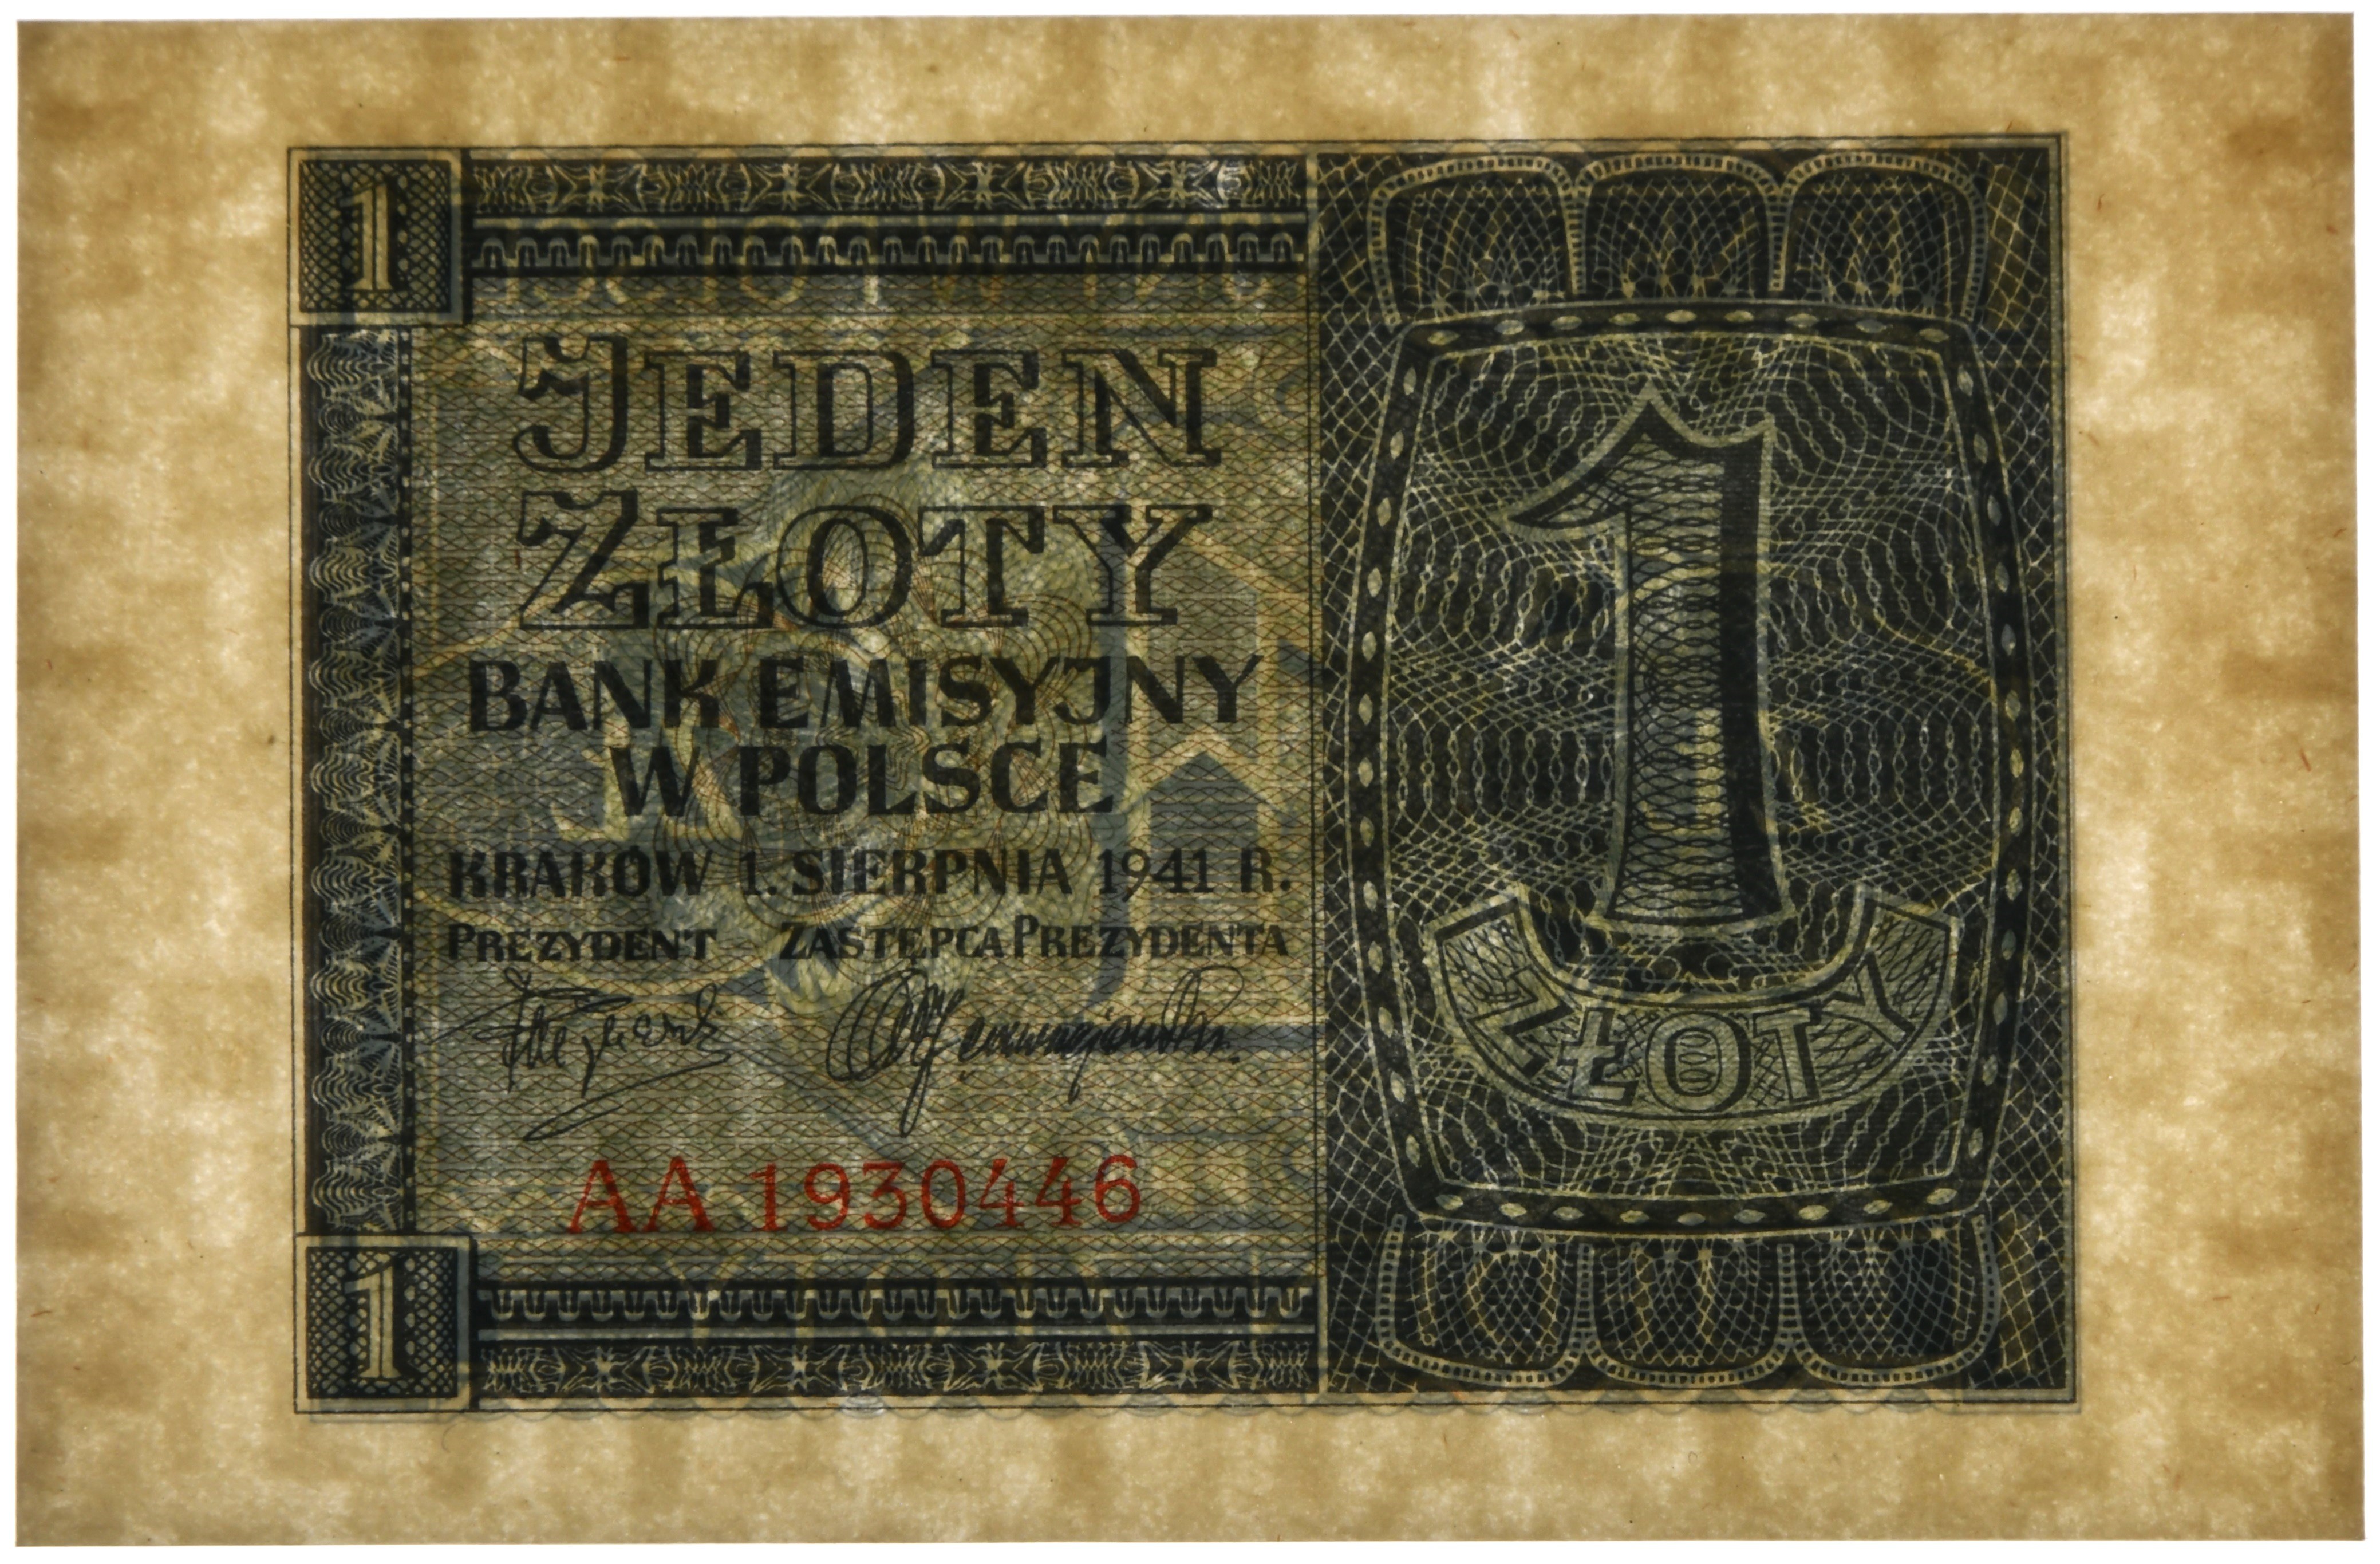 1
JEDEN
ZŁOTY
BANK EMISYJNY
W POLSCE
KRAKÓW 1. SIERPNIA 1941 R.
PREZYDENT ZASTĘPCA PREZYDENTA
AA 1930446
1
1
ZŁOTY